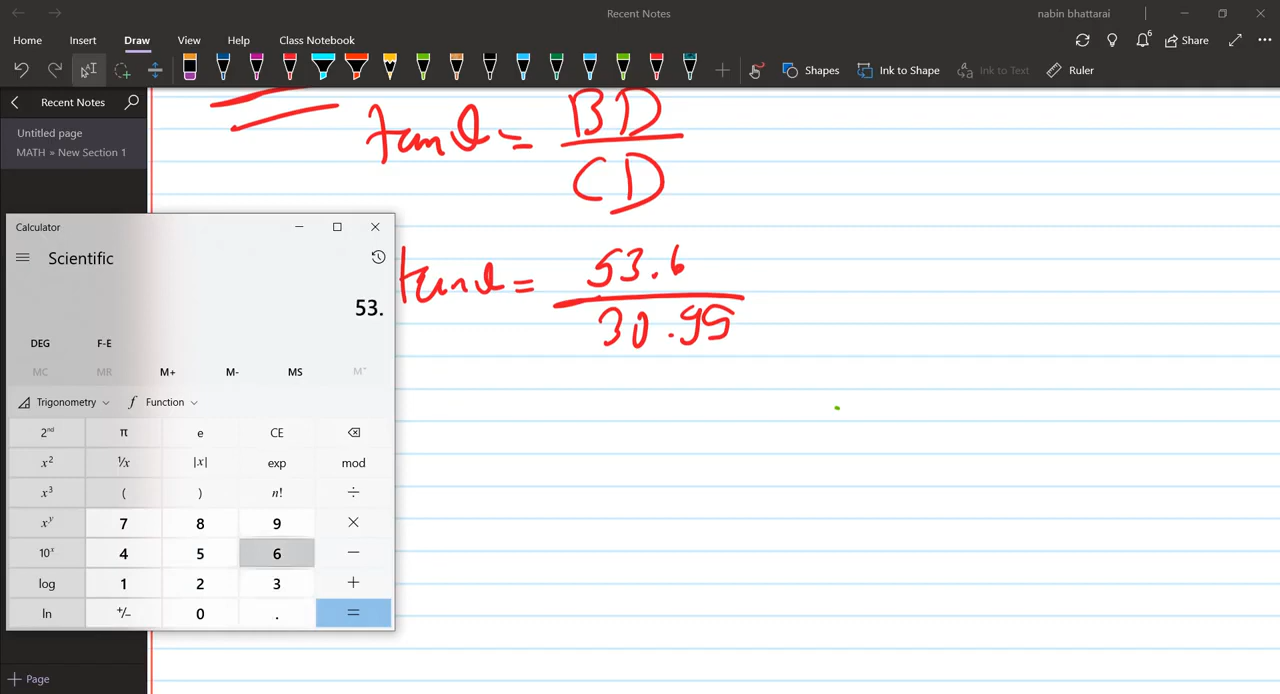 Recent Notes
nabin bhattarai
Home Insert Draw View Help Class Notebook
Share
Shapes Ink to Shape Ink to Text Ruler
Recent Notes
Untitled page
MATH » New Section 1
tan θ = BD / CD
tan θ = 53.6 / 30.99
Calculator
Scientific
53.
DEG F-E
MC MR M+ M- MS M˅
Trigonometry f Function
2ⁿᵈ π e CE
x² ¹/x |x| exp mod
x³ ( ) n! ÷
xʸ 7 8 9 ×
10ˣ 4 5 6 −
log 1 2 3 +
ln +/− 0 . =
+ Page